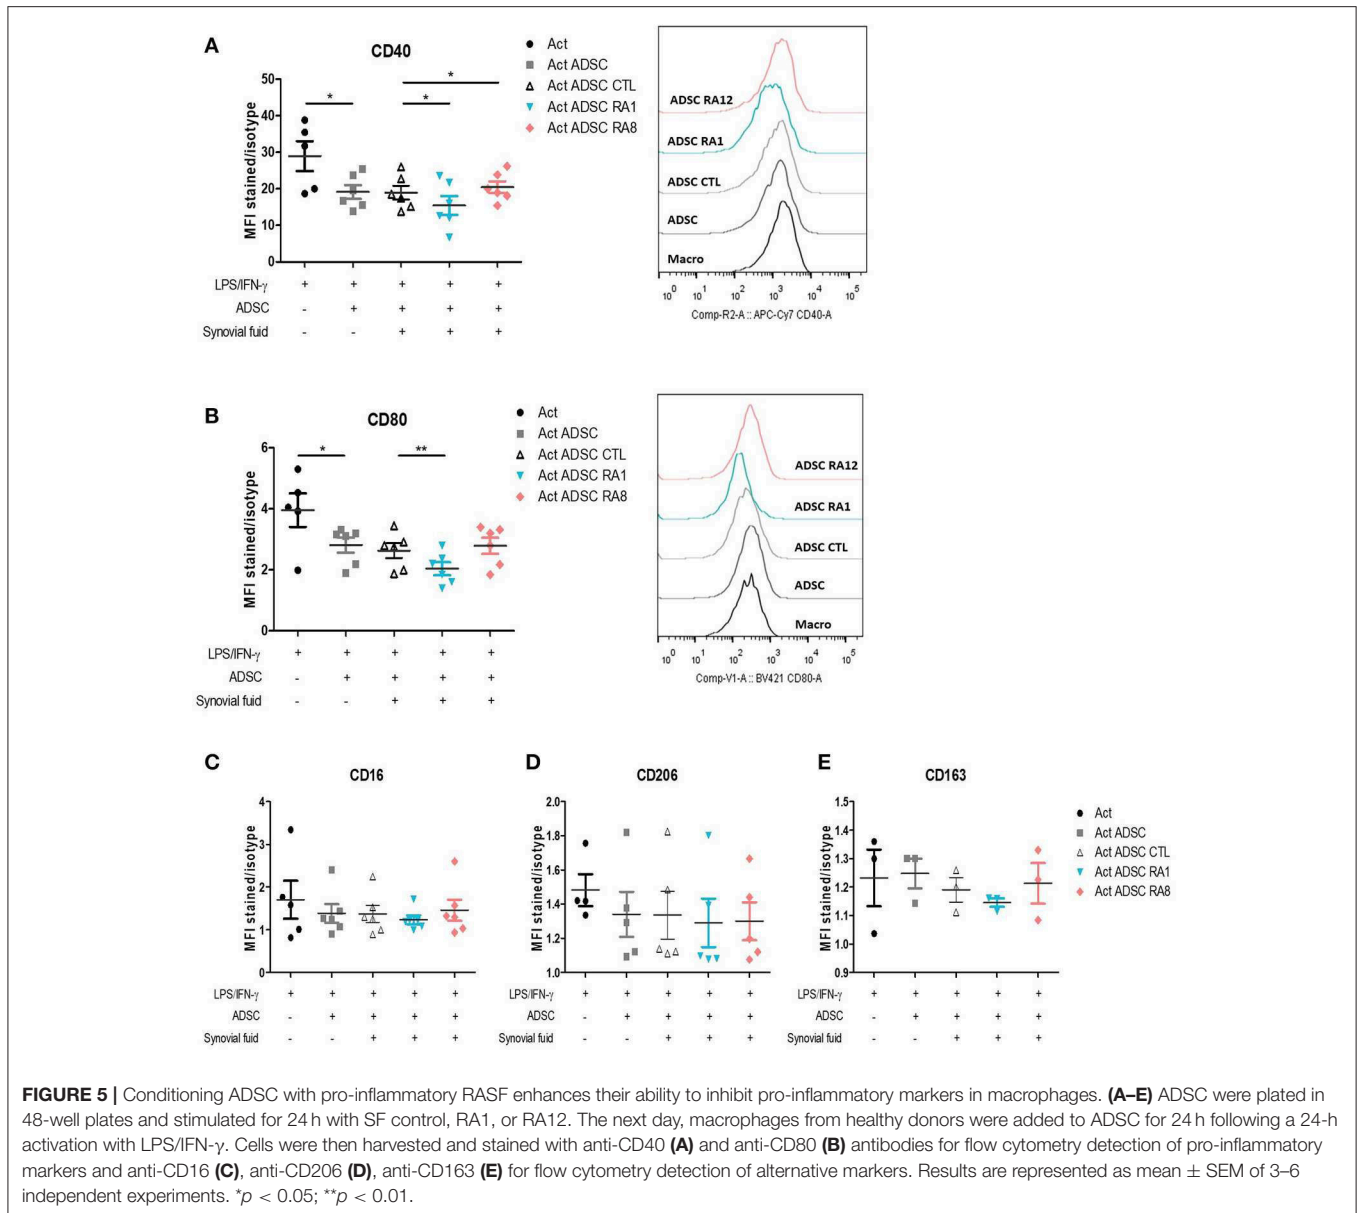 A
CD40
Act
Act ADSC
Act ADSC CTL
Act ADSC RA1
Act ADSC RA8
MFI stained/isotype
50
40
30
20
10
0
*
*
*
LPS/IFN-γ + + + + +
ADSC - + + + +
Synovial fuid - - + + +
ADSC RA12
ADSC RA1
ADSC CTL
ADSC
Macro
10^0 10^1 10^2 10^3 10^4 10^5
Comp-R2-A :: APC-Cy7 CD40-A
B
CD80
Act
Act ADSC
Act ADSC CTL
Act ADSC RA1
Act ADSC RA8
MFI stained/isotype
6
4
2
0
*
**
LPS/IFN-γ + + + + +
ADSC - + + + +
Synovial fuid - - + + +
ADSC RA12
ADSC RA1
ADSC CTL
ADSC
Macro
10^0 10^1 10^2 10^3 10^4 10^5
Comp-V1-A :: BV421 CD80-A
C
CD16
MFI stained/isotype
4
3
2
1
0
LPS/IFN-γ + + + + +
ADSC - + + + +
Synovial fuid - - + + +
D
CD206
MFI stained/isotype
2.0
1.8
1.6
1.4
1.2
1.0
LPS/IFN-γ + + + + +
ADSC - + + + +
Synovial fuid - - + + +
E
CD163
MFI stained/isotype
1.5
1.4
1.3
1.2
1.1
0.9
LPS/IFN-γ + + + + +
ADSC - + + + +
Synovial fuid - - + + +
Act
Act ADSC
Act ADSC CTL
Act ADSC RA1
Act ADSC RA8
FIGURE 5 | Conditioning ADSC with pro-inflammatory RASF enhances their ability to inhibit pro-inflammatory markers in macrophages. (A–E) ADSC were plated in
48-well plates and stimulated for 24 h with SF control, RA1, or RA12. The next day, macrophages from healthy donors were added to ADSC for 24 h following a 24-h
activation with LPS/IFN-γ. Cells were then harvested and stained with anti-CD40 (A) and anti-CD80 (B) antibodies for flow cytometry detection of pro-inflammatory
markers and anti-CD16 (C), anti-CD206 (D), anti-CD163 (E) for flow cytometry detection of alternative markers. Results are represented as mean ± SEM of 3–6
independent experiments. *p < 0.05; **p < 0.01.